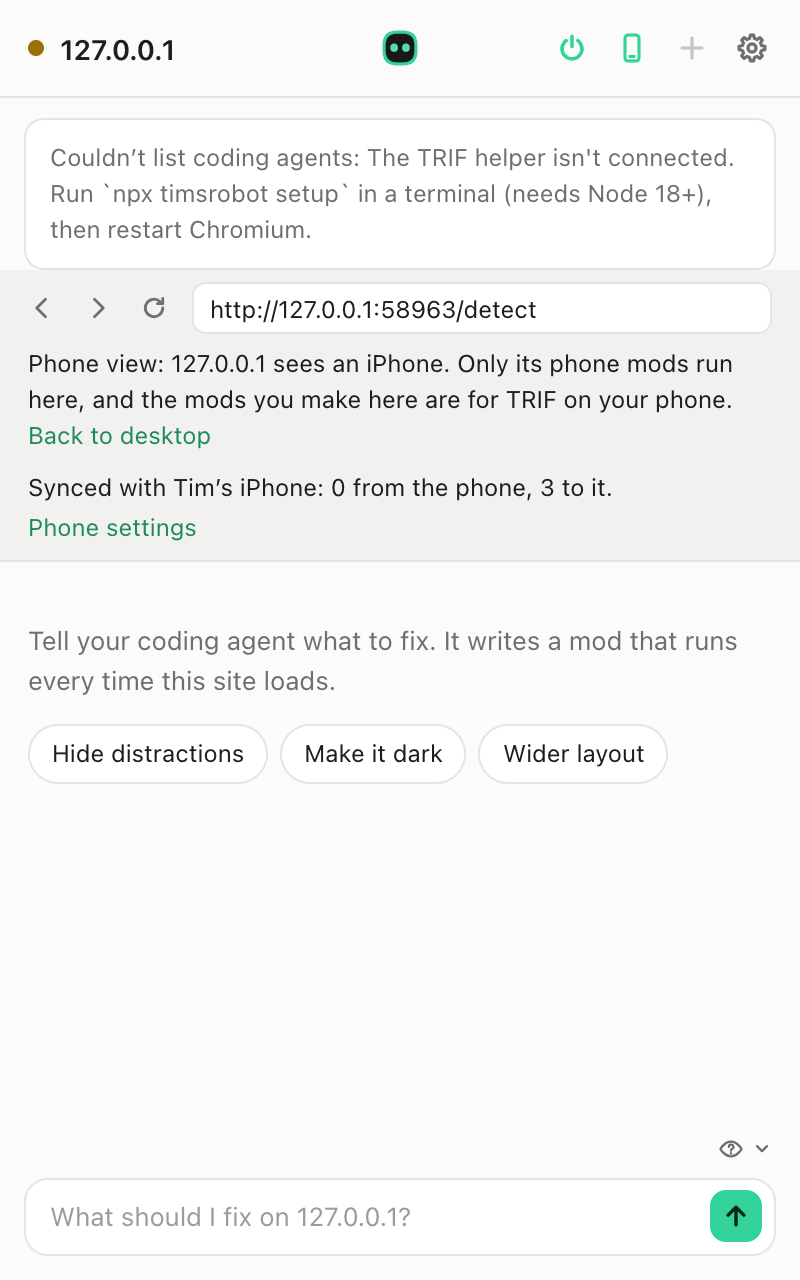 127.0.0.1
Couldn’t list coding agents: The TRIF helper isn't connected.
Run `npx timsrobot setup` in a terminal (needs Node 18+),
then restart Chromium.
http://127.0.0.1:58963/detect
Phone view: 127.0.0.1 sees an iPhone. Only its phone mods run
here, and the mods you make here are for TRIF on your phone.
Back to desktop
Synced with Tim’s iPhone: 0 from the phone, 3 to it.
Phone settings
Tell your coding agent what to fix. It writes a mod that runs
every time this site loads.
Hide distractions
Make it dark
Wider layout
What should I fix on 127.0.0.1?